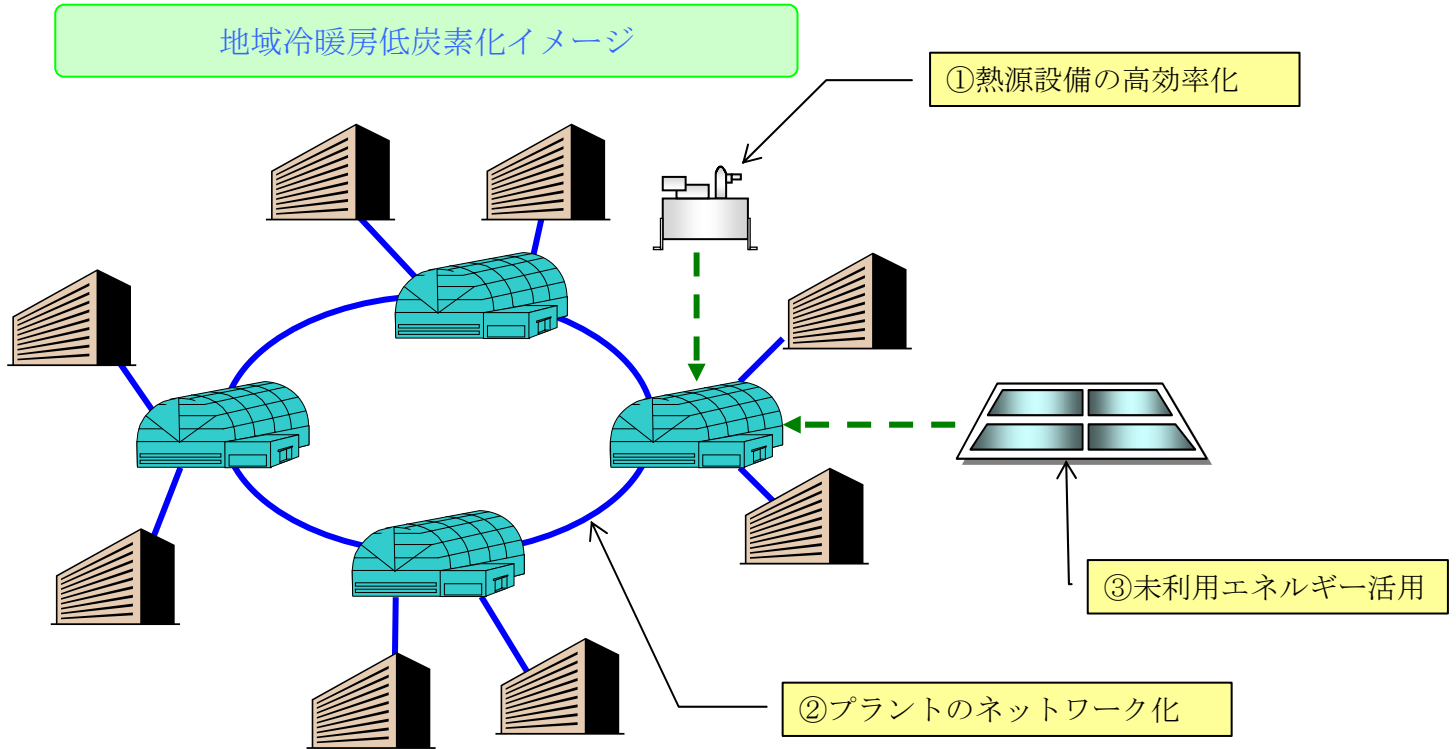 地域冷暖房低炭素化イメージ
①熱源設備の高効率化
③未利用エネルギー活用
②プラントのネットワーク化